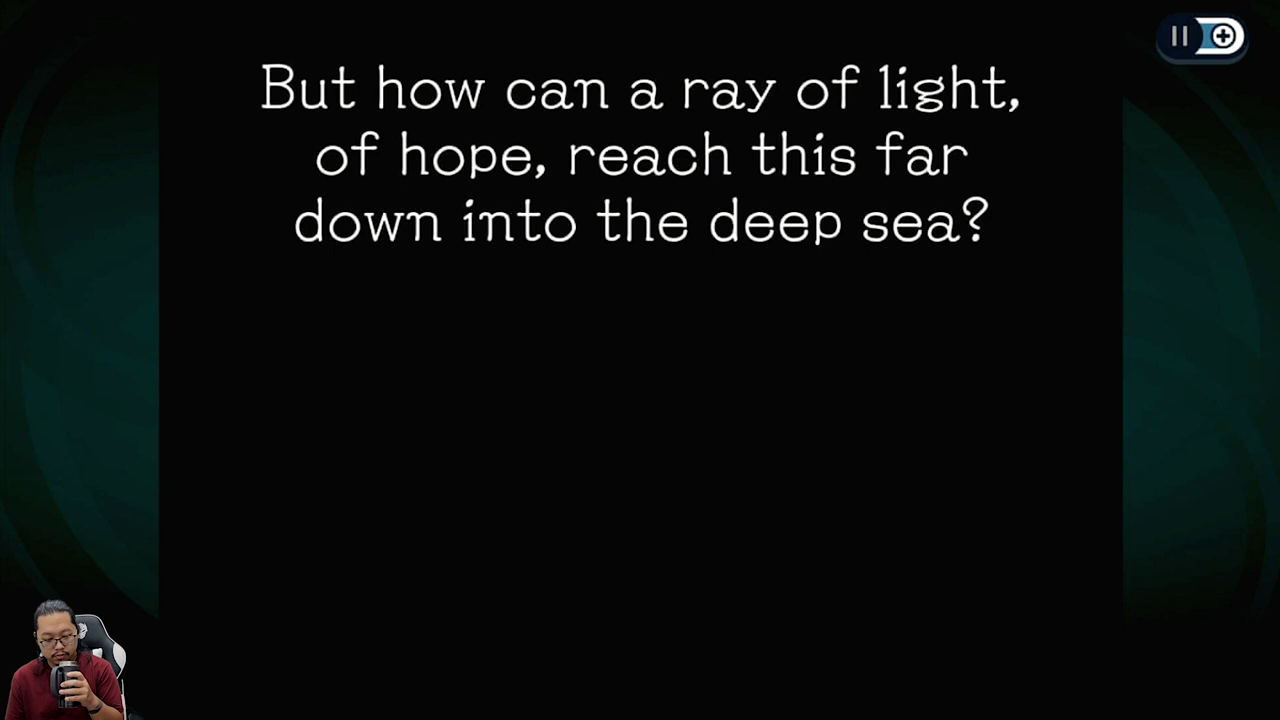 But how can a ray of light,
of hope, reach this far
down into the deep sea?